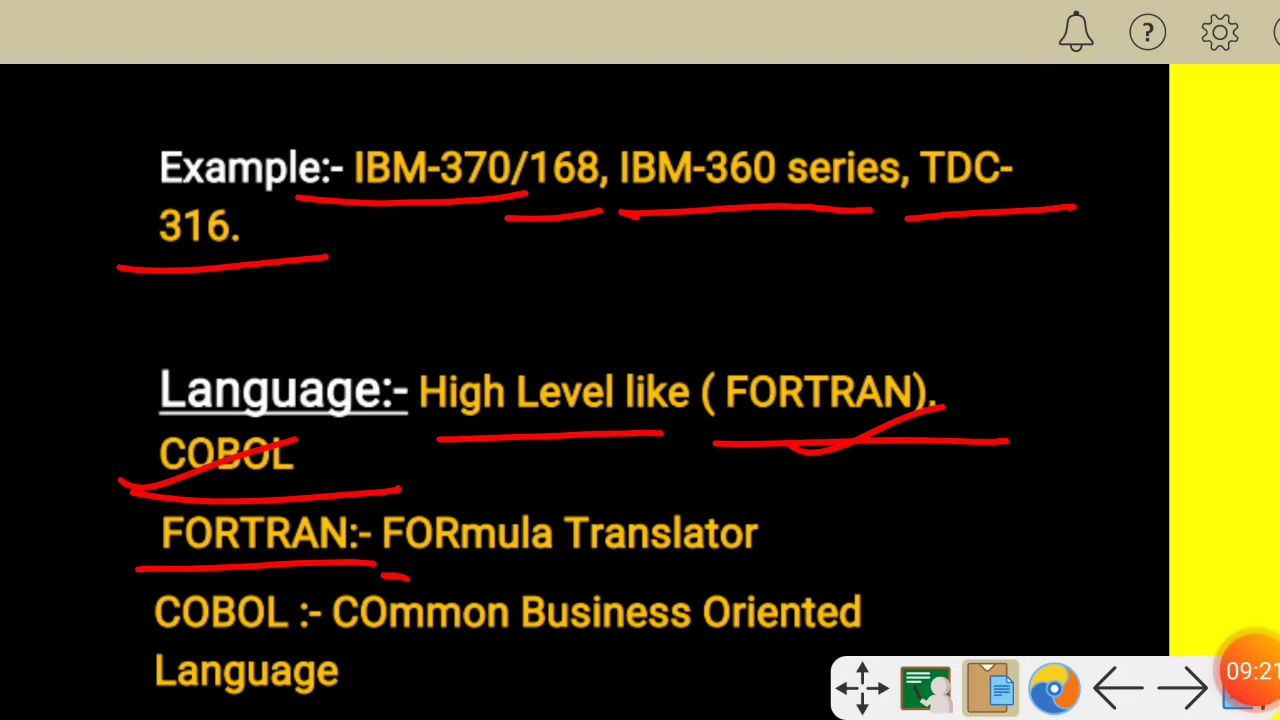 ?
Example:- IBM-370/168, IBM-360 series, TDC-
316.
Language:- High Level like ( FORTRAN).
COBOL
FORTRAN:- FORmula Translator
COBOL :- COmmon Business Oriented
Language
09:21